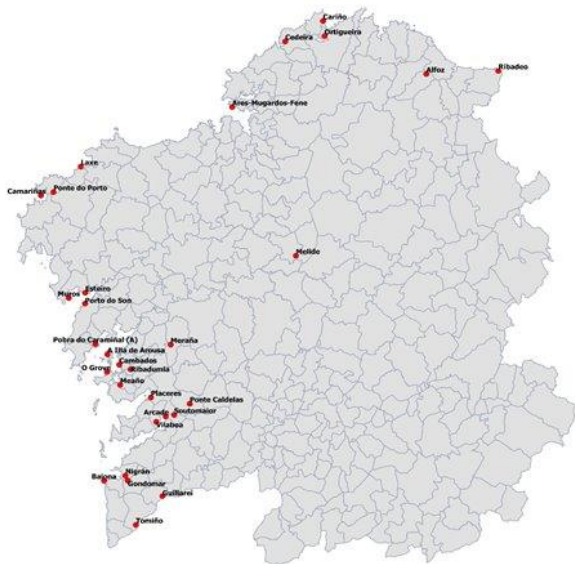 Cariño
Ortigueira
Cedeira
Ribadeo
Alfoz
Ares-Mugardos-Fene
Laxe
Camariñas
Ponte do Porto
Melide
Esteiro
Muros
Porto do Son
Pobra do Caramiñal (A)
Moraña
A Illa de Arousa
Cambados
O Grove
Ribadumia
Meaño
Placeres
Ponte Caldelas
Arcade
Soutomaior
Vilaboa
Nigrán
Baiona
Gondomar
Guillarei
Tomiño